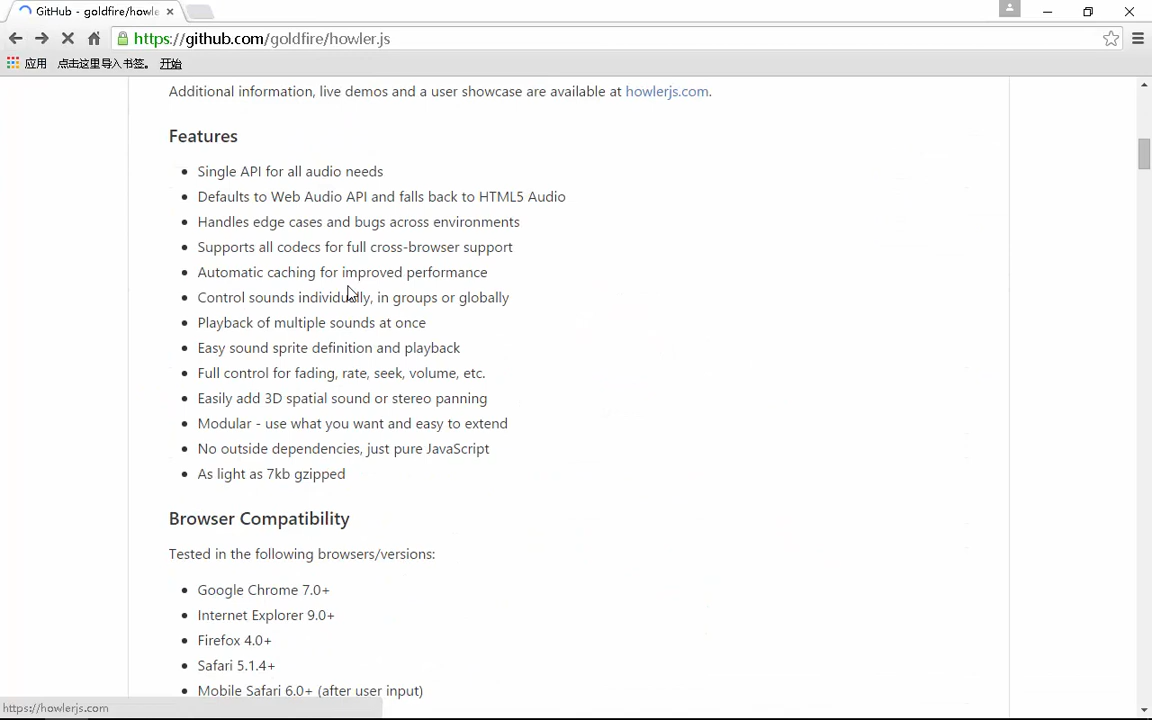 GitHub - goldfire/howle
https://github.com/goldfire/howler.js
应用 点击这里导入书签。 开始
Additional information, live demos and a user showcase are available at howlerjs.com.
Features
Single API for all audio needs
Defaults to Web Audio API and falls back to HTML5 Audio
Handles edge cases and bugs across environments
Supports all codecs for full cross-browser support
Automatic caching for improved performance
Control sounds individually, in groups or globally
Playback of multiple sounds at once
Easy sound sprite definition and playback
Full control for fading, rate, seek, volume, etc.
Easily add 3D spatial sound or stereo panning
Modular - use what you want and easy to extend
No outside dependencies, just pure JavaScript
As light as 7kb gzipped
Browser Compatibility
Tested in the following browsers/versions:
Google Chrome 7.0+
Internet Explorer 9.0+
Firefox 4.0+
Safari 5.1.4+
Mobile Safari 6.0+ (after user input)
https://howlerjs.com